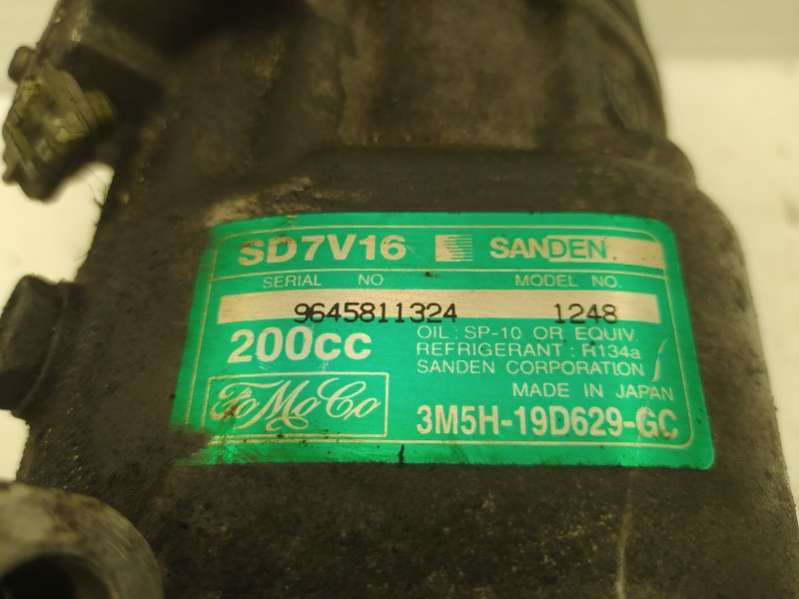 SD7V16 SANDEN
SERIAL NO MODEL NO.
9645811324 1248
200cc OIL : SP-10 OR EQUIV.
REFRIGERANT : R134a
SANDEN CORPORATION
MADE IN JAPAN
FoMoCo 3M5H-19D629-GC